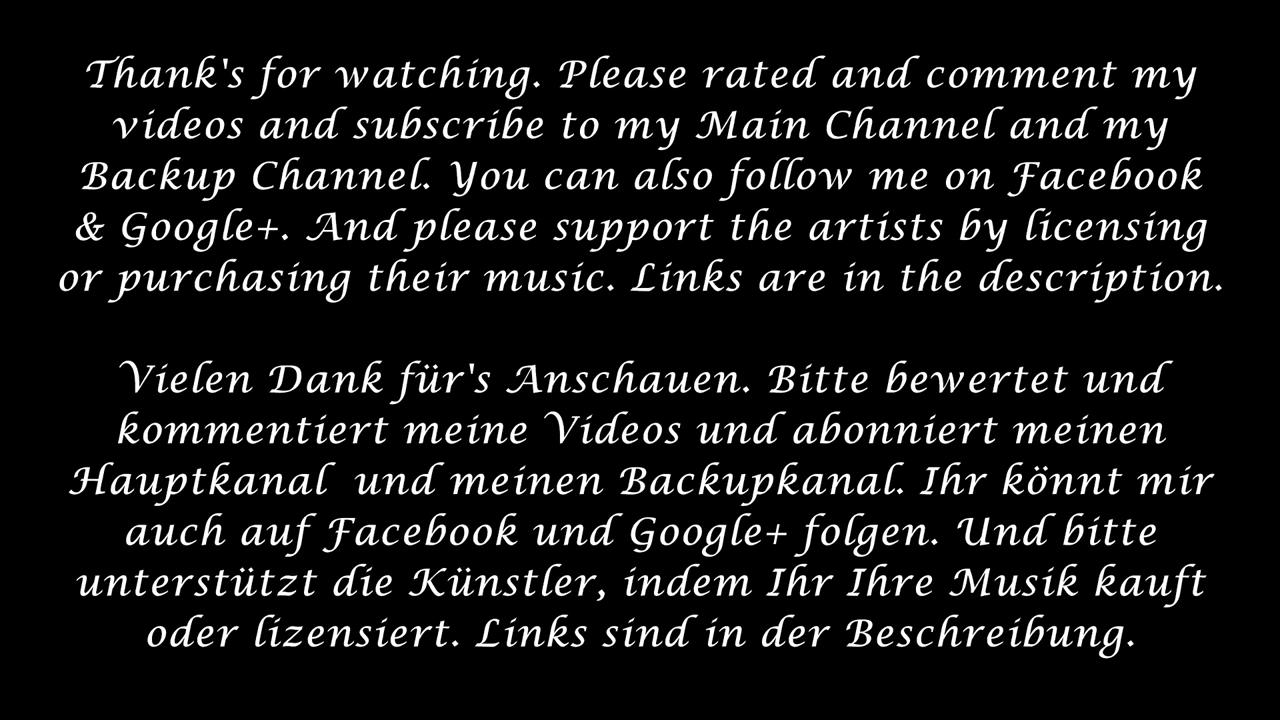 Thank's for watching. Please rated and comment my
videos and subscribe to my Main Channel and my
Backup Channel. You can also follow me on Facebook
& Google+. And please support the artists by licensing
or purchasing their music. Links are in the description.
Vielen Dank für's Anschauen. Bitte bewertet und
kommentiert meine Videos und abonniert meinen
Hauptkanal und meinen Backupkanal. Ihr könnt mir
auch auf Facebook und Google+ folgen. Und bitte
unterstützt die Künstler, indem Ihr Ihre Musik kauft
oder lizensiert. Links sind in der Beschreibung.